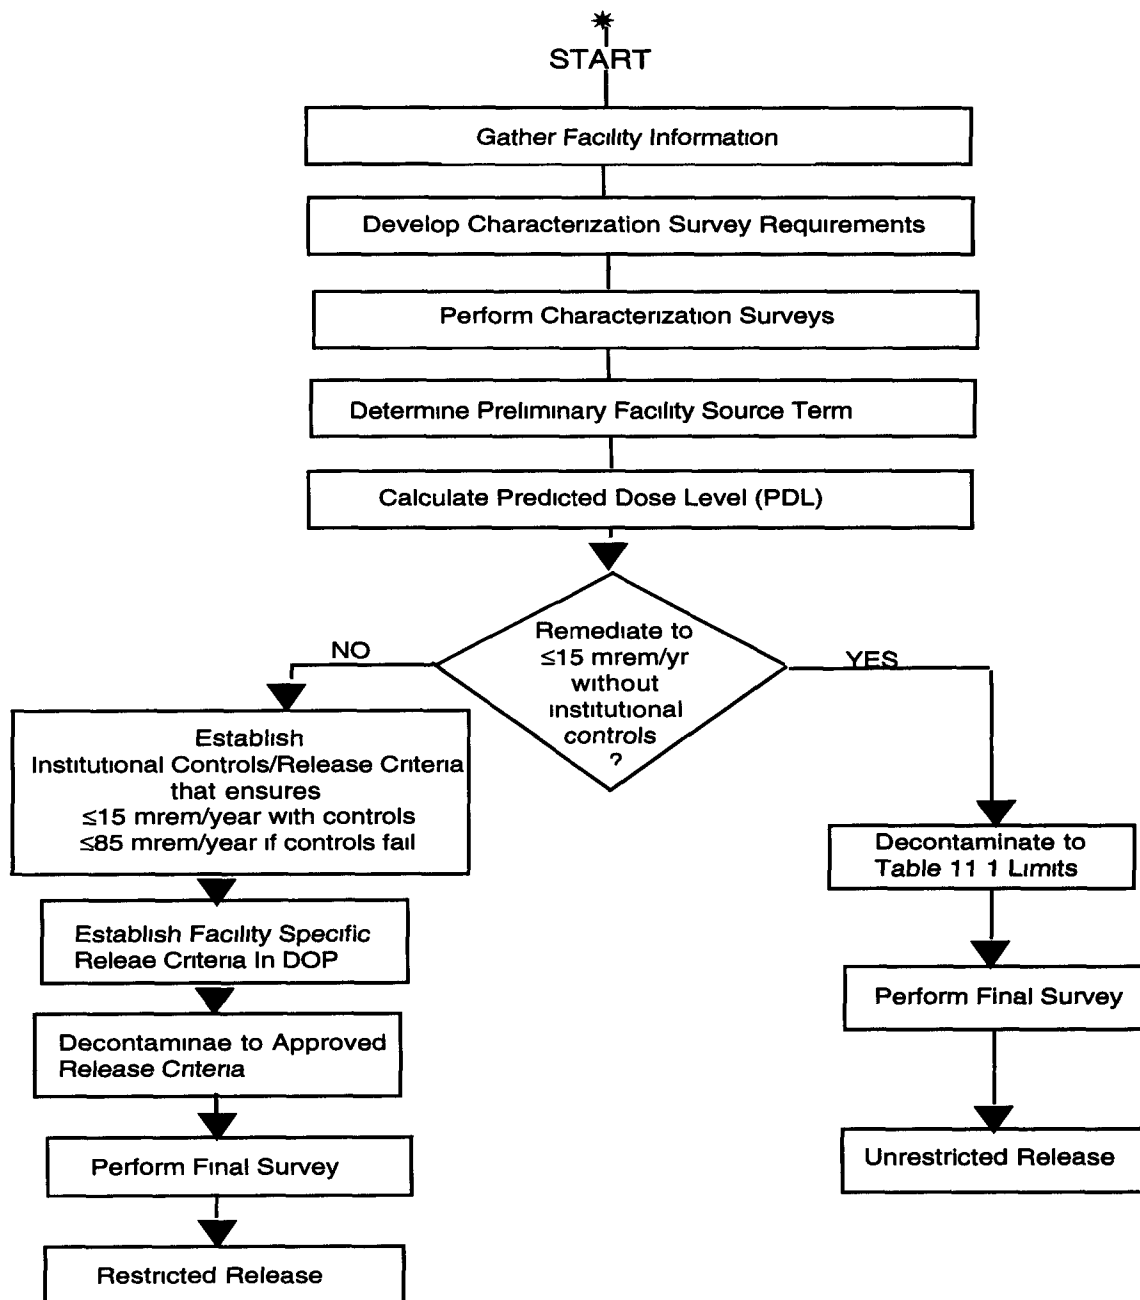 START
Gather Facility Information
Develop Characterization Survey Requirements
Perform Characterization Surveys
Determine Preliminary Facility Source Term
Calculate Predicted Dose Level (PDL)
Remediate to
≤15 mrem/yr
without
institutional
controls
?
NO
YES
Establish
Institutional Controls/Release Criteria
that ensures
≤15 mrem/year with controls
≤85 mrem/year if controls fail
Establish Facility Specific
Releae Criteria In DOP
Decontaminae to Approved
Release Criteria
Perform Final Survey
Restricted Release
Decontaminate to
Table 11 1 Limits
Perform Final Survey
Unrestricted Release